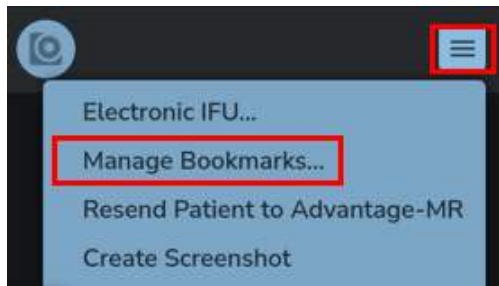 Electronic IFU...
Manage Bookmarks...
Resend Patient to Advantage-MR
Create Screenshot